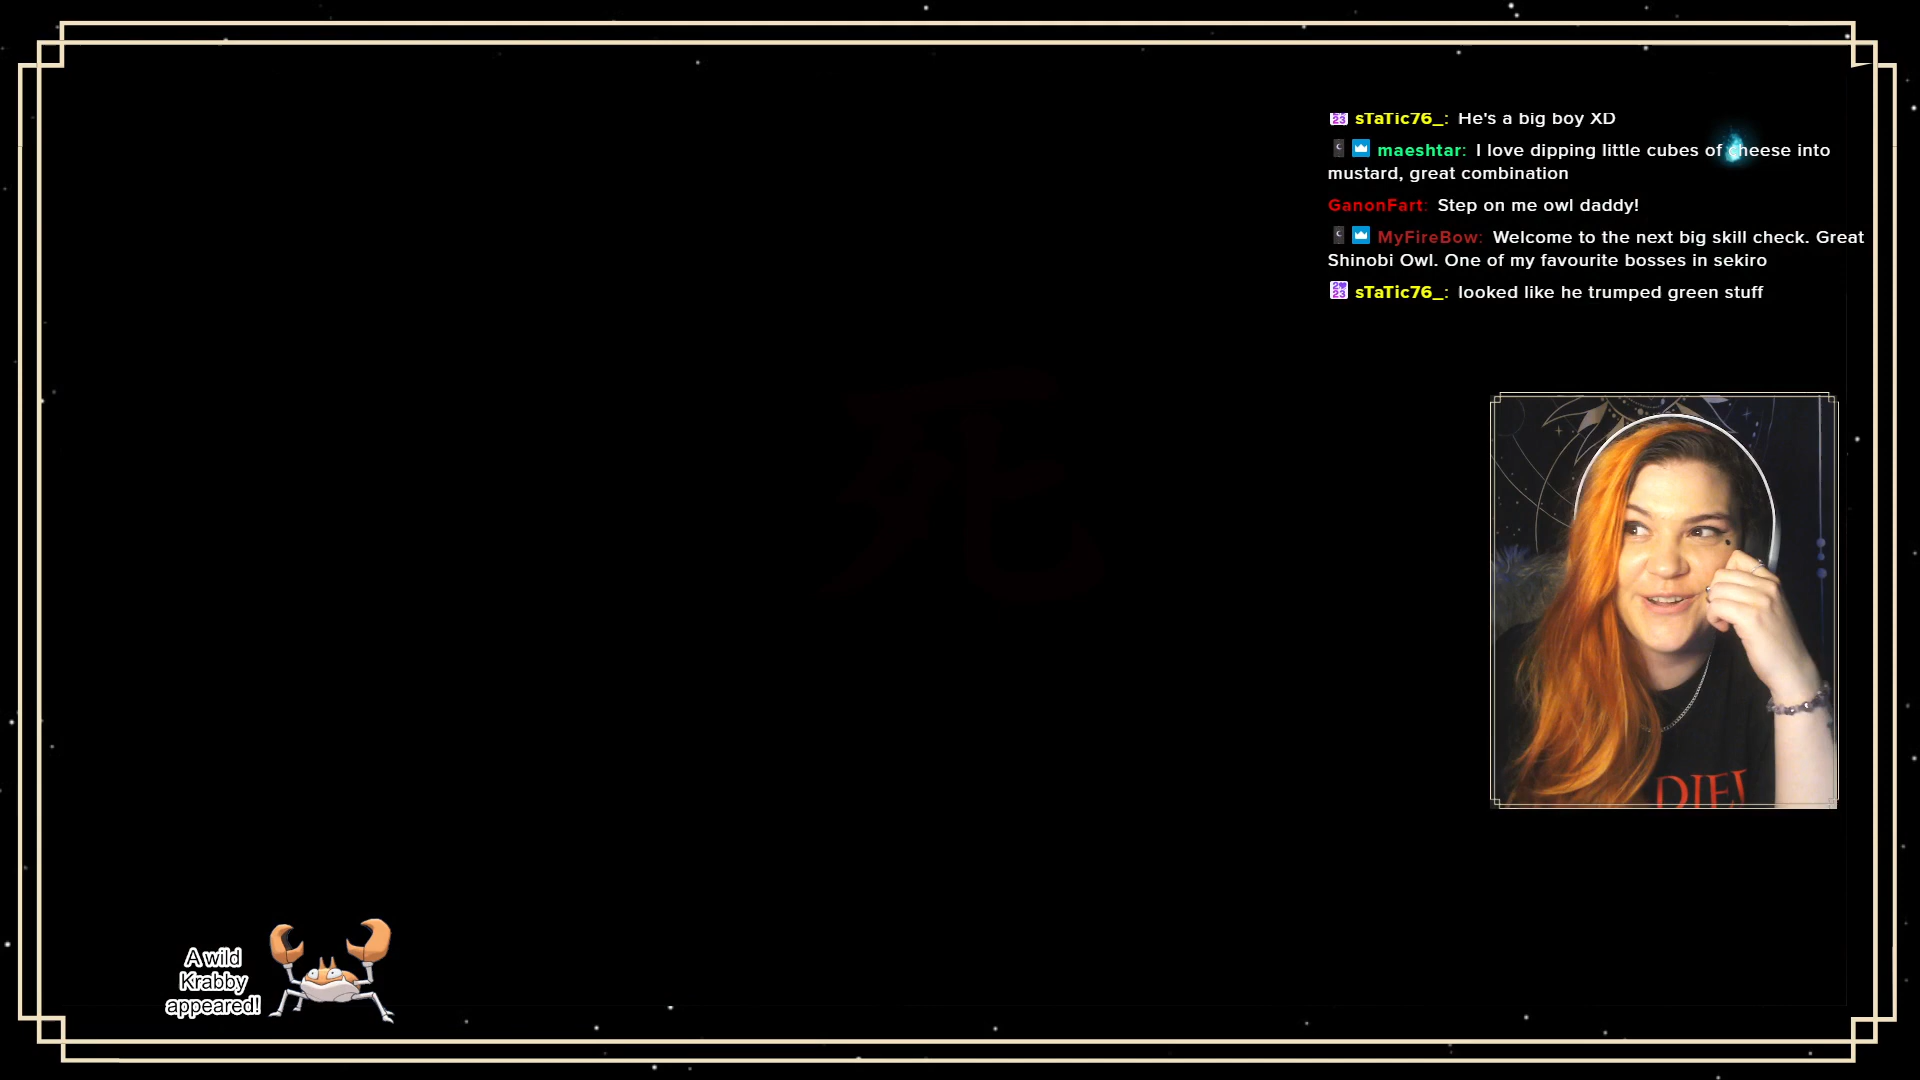 sTaTic76_: He's a big boy XD
maeshtar: I love dipping little cubes of cheese into
mustard, great combination
GanonFart: Step on me owl daddy!
MyFireBow: Welcome to the next big skill check. Great
Shinobi Owl. One of my favourite bosses in sekiro
sTaTic76_: looked like he trumped green stuff
死
DIE!
A wild
Krabby
appeared!